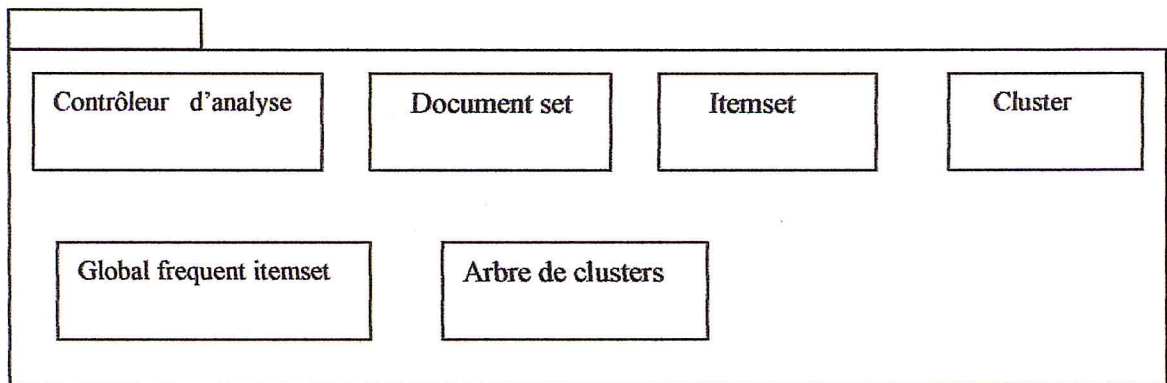 Contrôleur d'analyse
Document set
Itemset
Cluster
Global frequent itemset
Arbre de clusters